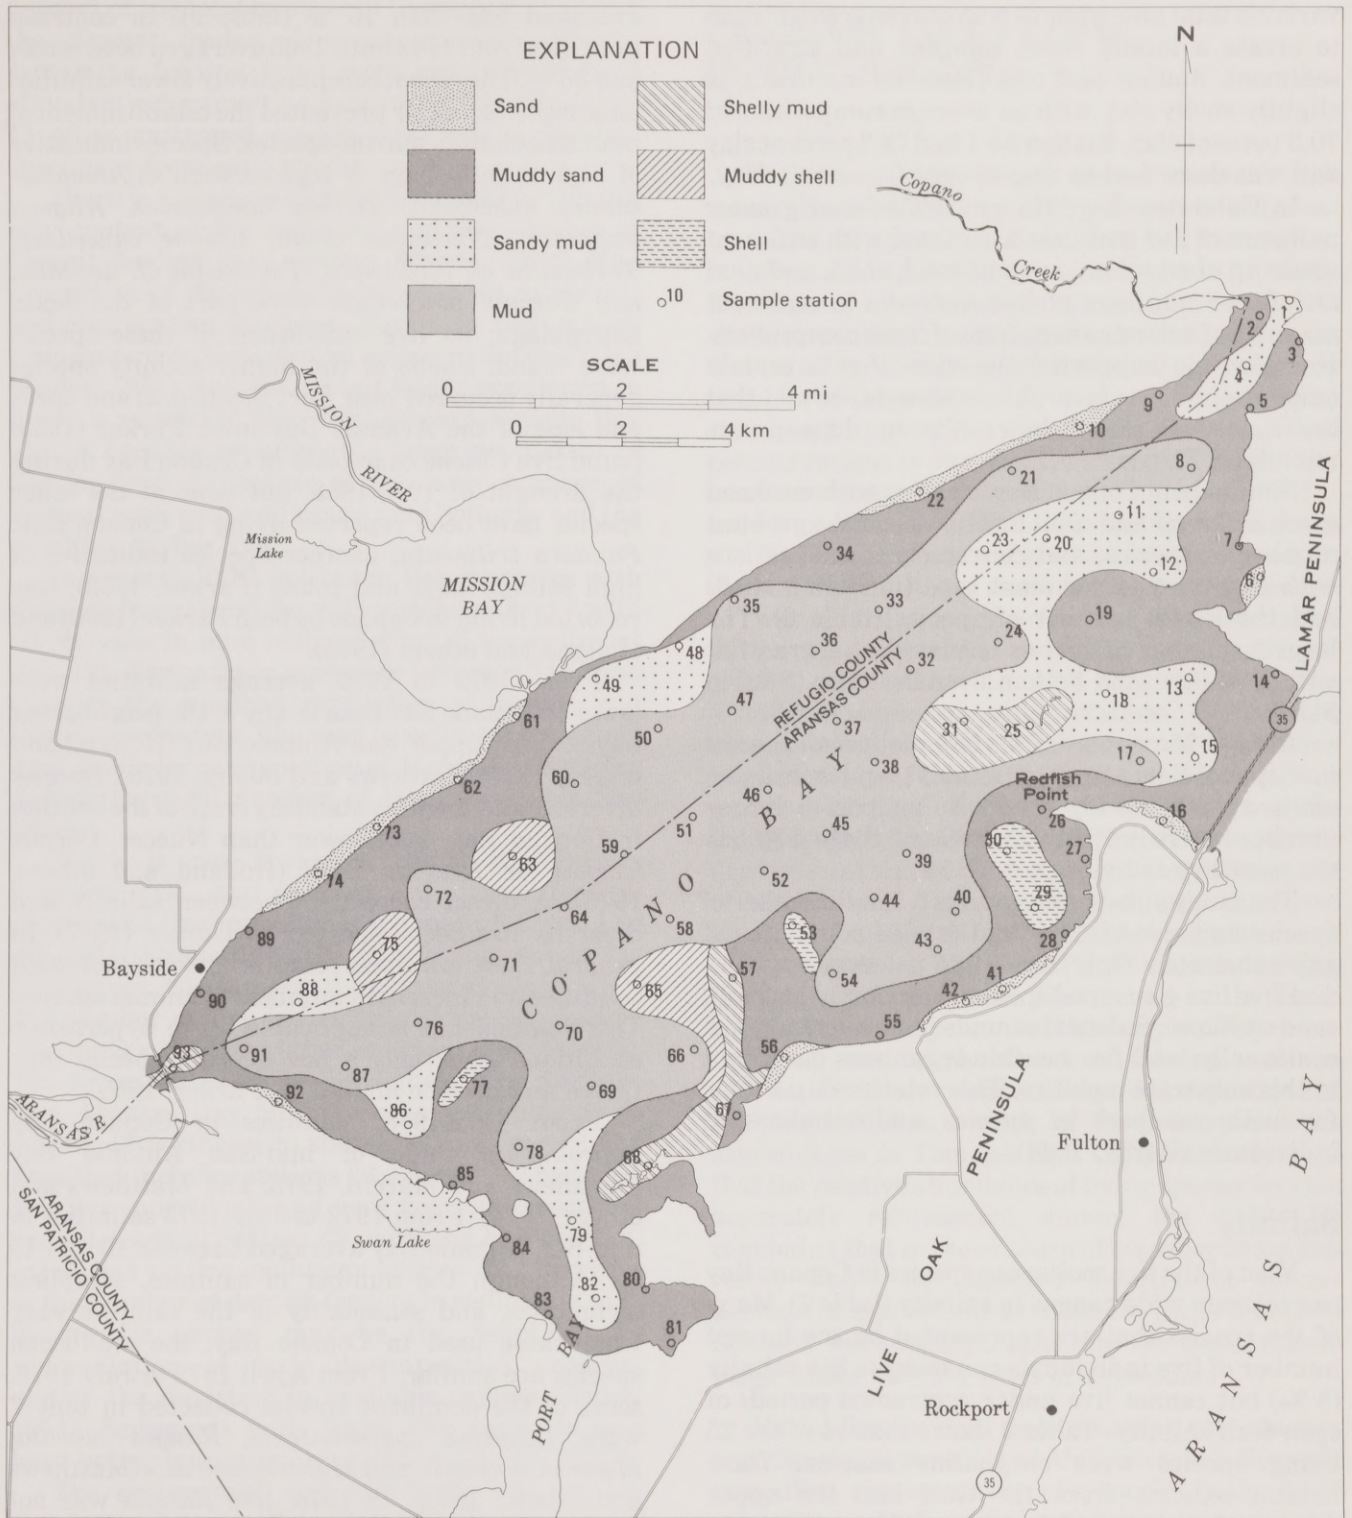 EXPLANATION
Sand
Shelly mud
Muddy sand
Muddy shell
Sandy mud
Shell
Mud
10 Sample station
SCALE
0 2 4 mi
0 2 4 km
N
Copano
Creek
MISSION
RIVER
Mission
Lake
MISSION
BAY
LAMAR PENINSULA
REFUGIO COUNTY
ARANSAS COUNTY
COPANO BAY
Redfish
Point
35
Bayside
ARANSAS R
ARANSAS COUNTY
SAN PATRICIO COUNTY
Swan Lake
PORT BAY
LIVE OAK PENINSULA
Fulton
Rockport
35
ARANSAS BAY
1
2
3
4
5
6
7
8
9
10
11
12
13
14
15
16
17
18
19
20
21
22
23
24
25
26
27
28
29
30
31
32
33
34
35
36
37
38
39
40
41
42
43
44
45
46
47
48
49
50
51
52
53
54
55
56
57
58
59
60
61
62
63
64
65
66
67
68
69
70
71
72
73
74
75
76
77
78
79
80
81
82
83
84
85
86
87
88
89
90
91
92
93